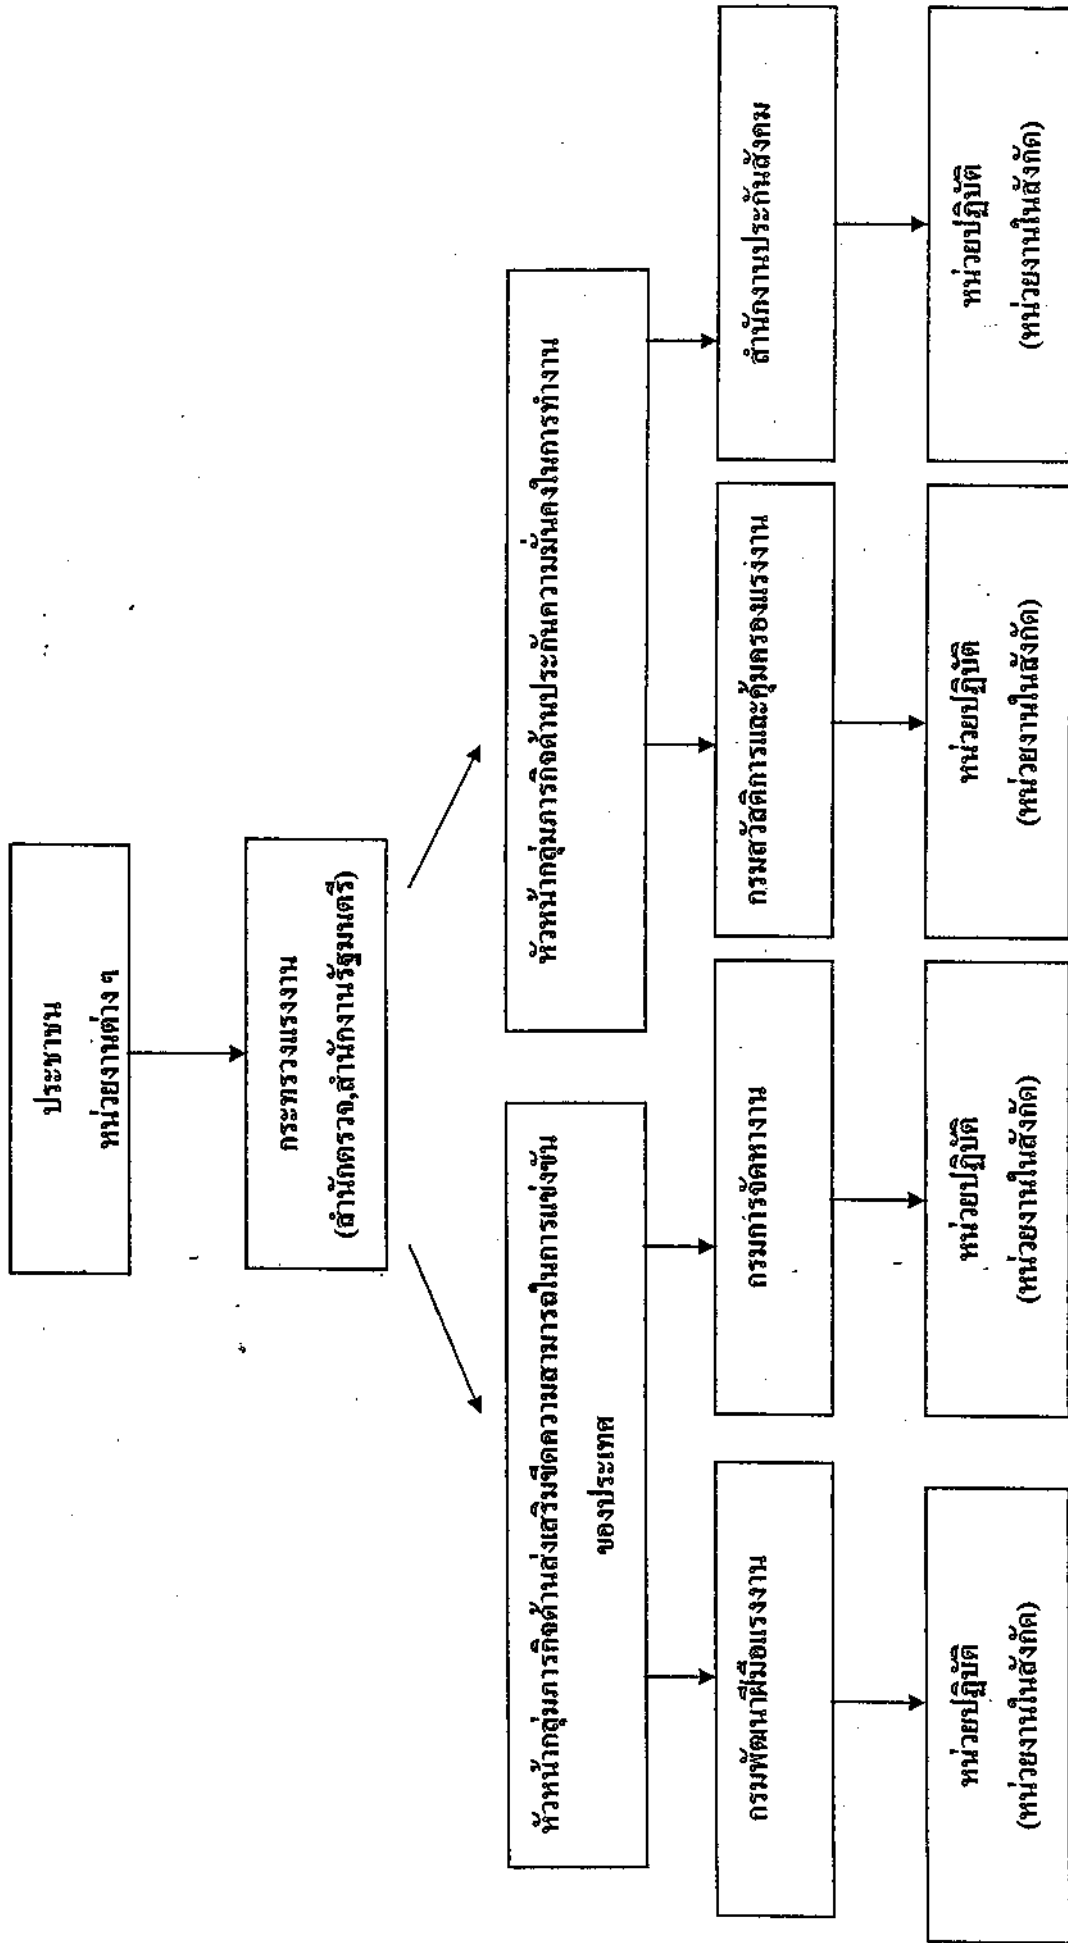 ประชาชน
หน่วยงานต่าง ๆ
กระทรวงแรงงาน
(สำนักตรวจ,สำนักงานรัฐมนตรี)
หัวหน้ากลุ่มภารกิจด้านส่งเสริมขีดความสามารถในการแข่งขัน
ของประเทศ
หัวหน้ากลุ่มภารกิจด้านประกันความมั่นคงในการทำงาน
กรมพัฒนาฝีมือแรงงาน
กรมการจัดหางาน
กรมสวัสดิการและคุ้มครองแรงงาน
สำนักงานประกันสังคม
หน่วยปฏิบัติ
(หน่วยงานในสังกัด)
หน่วยปฏิบัติ
(หน่วยงานในสังกัด)
หน่วยปฏิบัติ
(หน่วยงานในสังกัด)
หน่วยปฏิบัติ
(หน่วยงานในสังกัด)